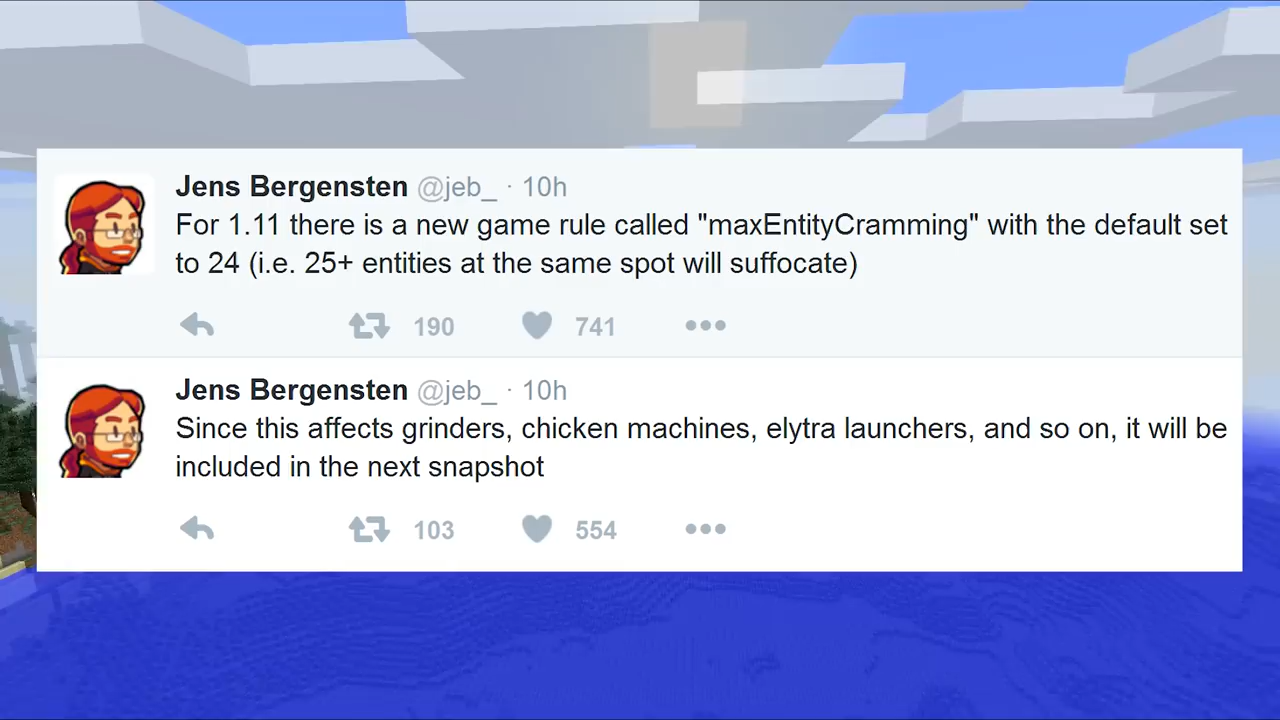 Jens Bergensten @jeb_ · 10h
For 1.11 there is a new game rule called "maxEntityCramming" with the default set
to 24 (i.e. 25+ entities at the same spot will suffocate)
190 741
Jens Bergensten @jeb_ · 10h
Since this affects grinders, chicken machines, elytra launchers, and so on, it will be
included in the next snapshot
103 554